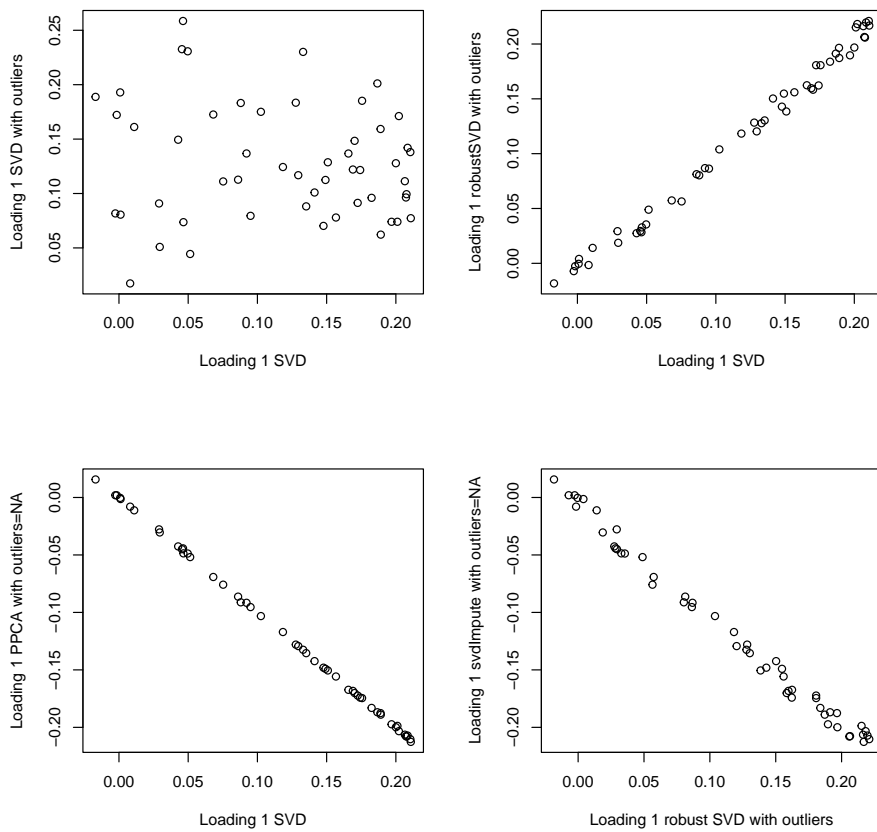 0.05 0.10 0.15 0.20 0.25
Loading 1 SVD with outliers
0.00 0.05 0.10 0.15 0.20
Loading 1 SVD
0.00 0.05 0.10 0.15 0.20
Loading 1 robustSVD with outliers
0.00 0.05 0.10 0.15 0.20
Loading 1 SVD
−0.20 −0.15 −0.10 −0.05 0.00
Loading 1 PPCA with outliers=NA
0.00 0.05 0.10 0.15 0.20
Loading 1 SVD
−0.20 −0.15 −0.10 −0.05 0.00
Loading 1 svdImpute with outliers=NA
0.00 0.05 0.10 0.15 0.20
Loading 1 robust SVD with outliers